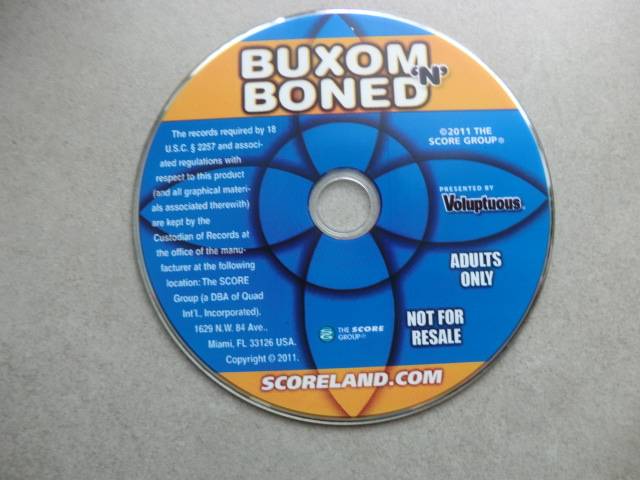 BUXOM
'N'
BONED
The records required by 18
U.S.C. § 2257 and associ-
ated regulations with
respect to this product
(and all graphical materi-
als associated therewith)
are kept by the
Custodian of Records at
the office of the manu-
facturer at the following
location: The SCORE
Group (a DBA of Quad
Int'l., Incorporated).
1629 N.W. 84 Ave.,
Miami, FL 33126 USA.
Copyright © 2011.
©2011 THE
SCORE GROUP®
PRESENTED BY
Voluptuous
ADULTS
ONLY
NOT FOR
RESALE
THE SCORE
GROUP®
SCORELAND.COM